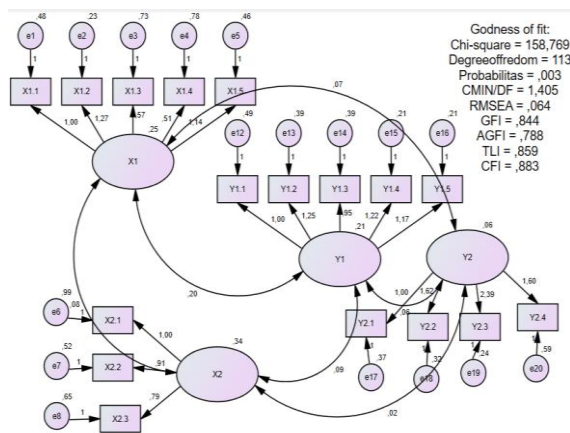 Godness of fit:
Chi-square = 158,769
Degreeoffredom = 113
Probabilitas = ,003
CMIN/DF = 1,405
RMSEA = ,064
GFI = ,844
AGFI = ,788
TLI = ,859
CFI = ,883
,48 ,23 ,73 ,78 ,46
e1 e2 e3 e4 e5
1 1 1 1 1
X1.1 X1.2 X1.3 X1.4 X1.5
1,00 1,27 ,57 ,51 1,14
,25
X1
,07
,49 ,39 ,39 ,21 ,21
e12 e13 e14 e15 e16
1 1 1 1 1
Y1.1 Y1.2 Y1.3 Y1.4 Y1.5
1,00 1,25 ,95 1,22 1,17
,21
Y1
,06
Y2
,20
1,00 1,62 2,39 1,60
,06
Y2.1 Y2.2 Y2.3 Y2.4
1 1 1 1
,37 ,32 ,24 ,59
e17 e18 e19 e20
,99
,08
e6 1 X2.1 1,00
,52
e7 1 X2.2 ,91
,65
e8 1 X2.3 ,79
,34
X2
,09
,02